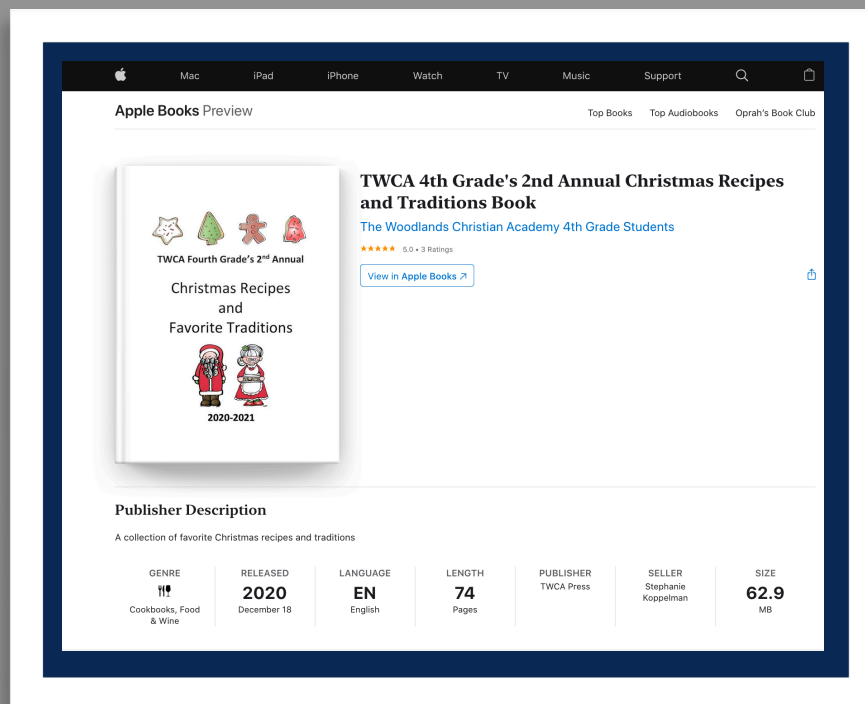 Mac iPad iPhone Watch TV Music Support
Apple Books Preview
Top Books Top Audiobooks Oprah's Book Club
TWCA Fourth Grade's 2nd Annual
Christmas Recipes
and
Favorite Traditions
2020-2021
TWCA 4th Grade's 2nd Annual Christmas Recipes
and Traditions Book
The Woodlands Christian Academy 4th Grade Students
★★★★★ 5.0 • 3 Ratings
View in Apple Books ↗
Publisher Description
A collection of favorite Christmas recipes and traditions
GENRE
Cookbooks, Food
& Wine
RELEASED
2020
December 18
LANGUAGE
EN
English
LENGTH
74
Pages
PUBLISHER
TWCA Press
SELLER
Stephanie
Koppelman
SIZE
62.9
MB